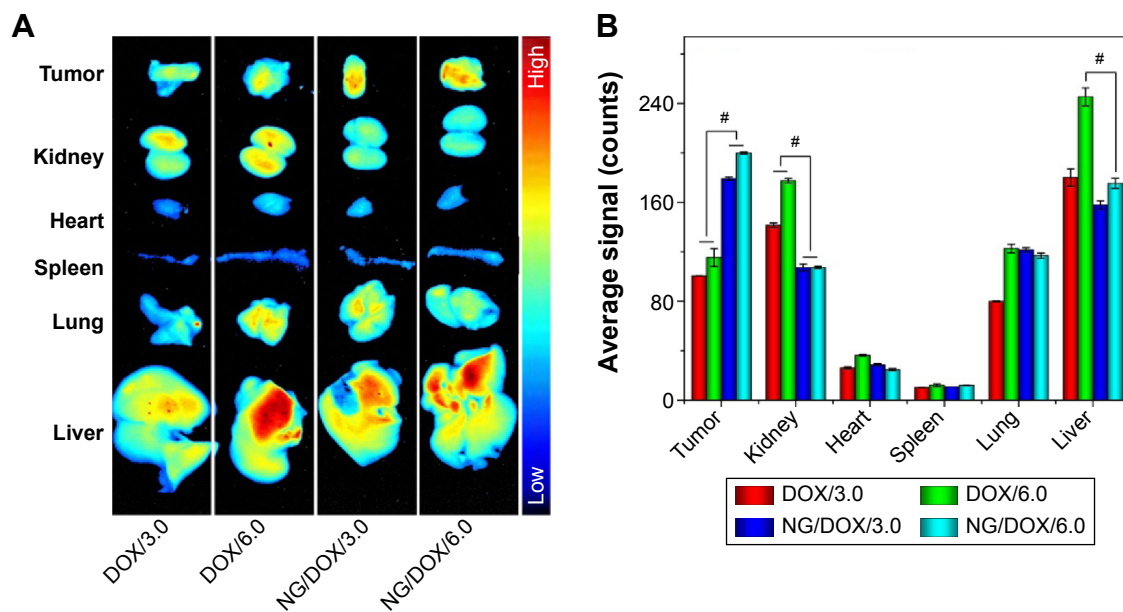 A
Tumor
Kidney
Heart
Spleen
Lung
Liver
High
Low
DOX/3.0
DOX/6.0
NG/DOX/3.0
NG/DOX/6.0
B
Average signal (counts)
240
160
80
0
#
#
#
Tumor
Kidney
Heart
Spleen
Lung
Liver
DOX/3.0 DOX/6.0
NG/DOX/3.0 NG/DOX/6.0